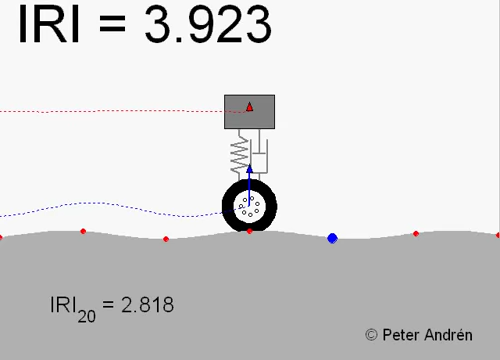 IRI = 3.923
IRI20 = 2.818
© Peter Andrén